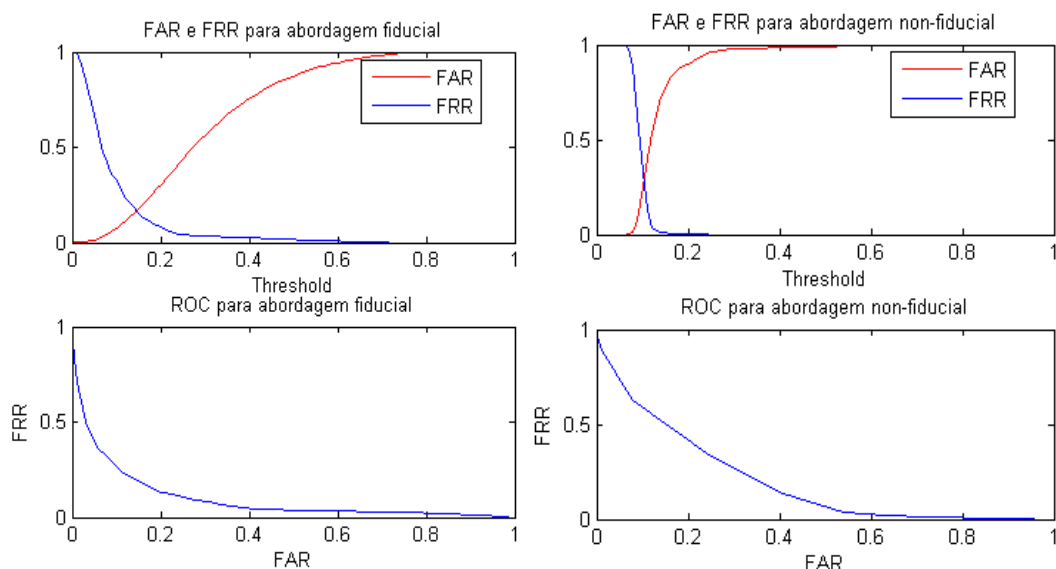 FAR e FRR para abordagem fiducial
1
0.5
0
0
0.2
0.4
0.6
0.8
1
Threshold
FAR
FRR
FAR e FRR para abordagem non-fiducial
1
0.5
0
0
0.2
0.4
0.6
0.8
1
Threshold
FAR
FRR
ROC para abordagem fiducial
1
0.5
0
0
0.2
0.4
0.6
0.8
1
FRR
FAR
ROC para abordagem non-fiducial
1
0.5
0
0
0.2
0.4
0.6
0.8
1
FRR
FAR